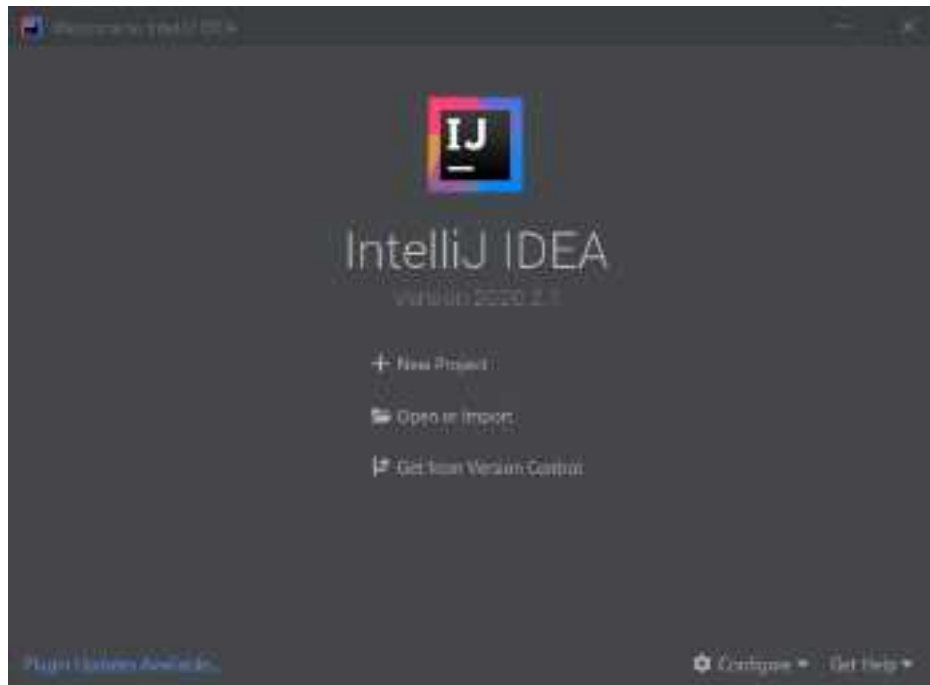 Welcome to IntelliJ IDEA
IJ
IntelliJ IDEA
Version 2020.2.1
New Project
Open or Import
Get from Version Control
Plugin Updates Available...
Configure
Get Help